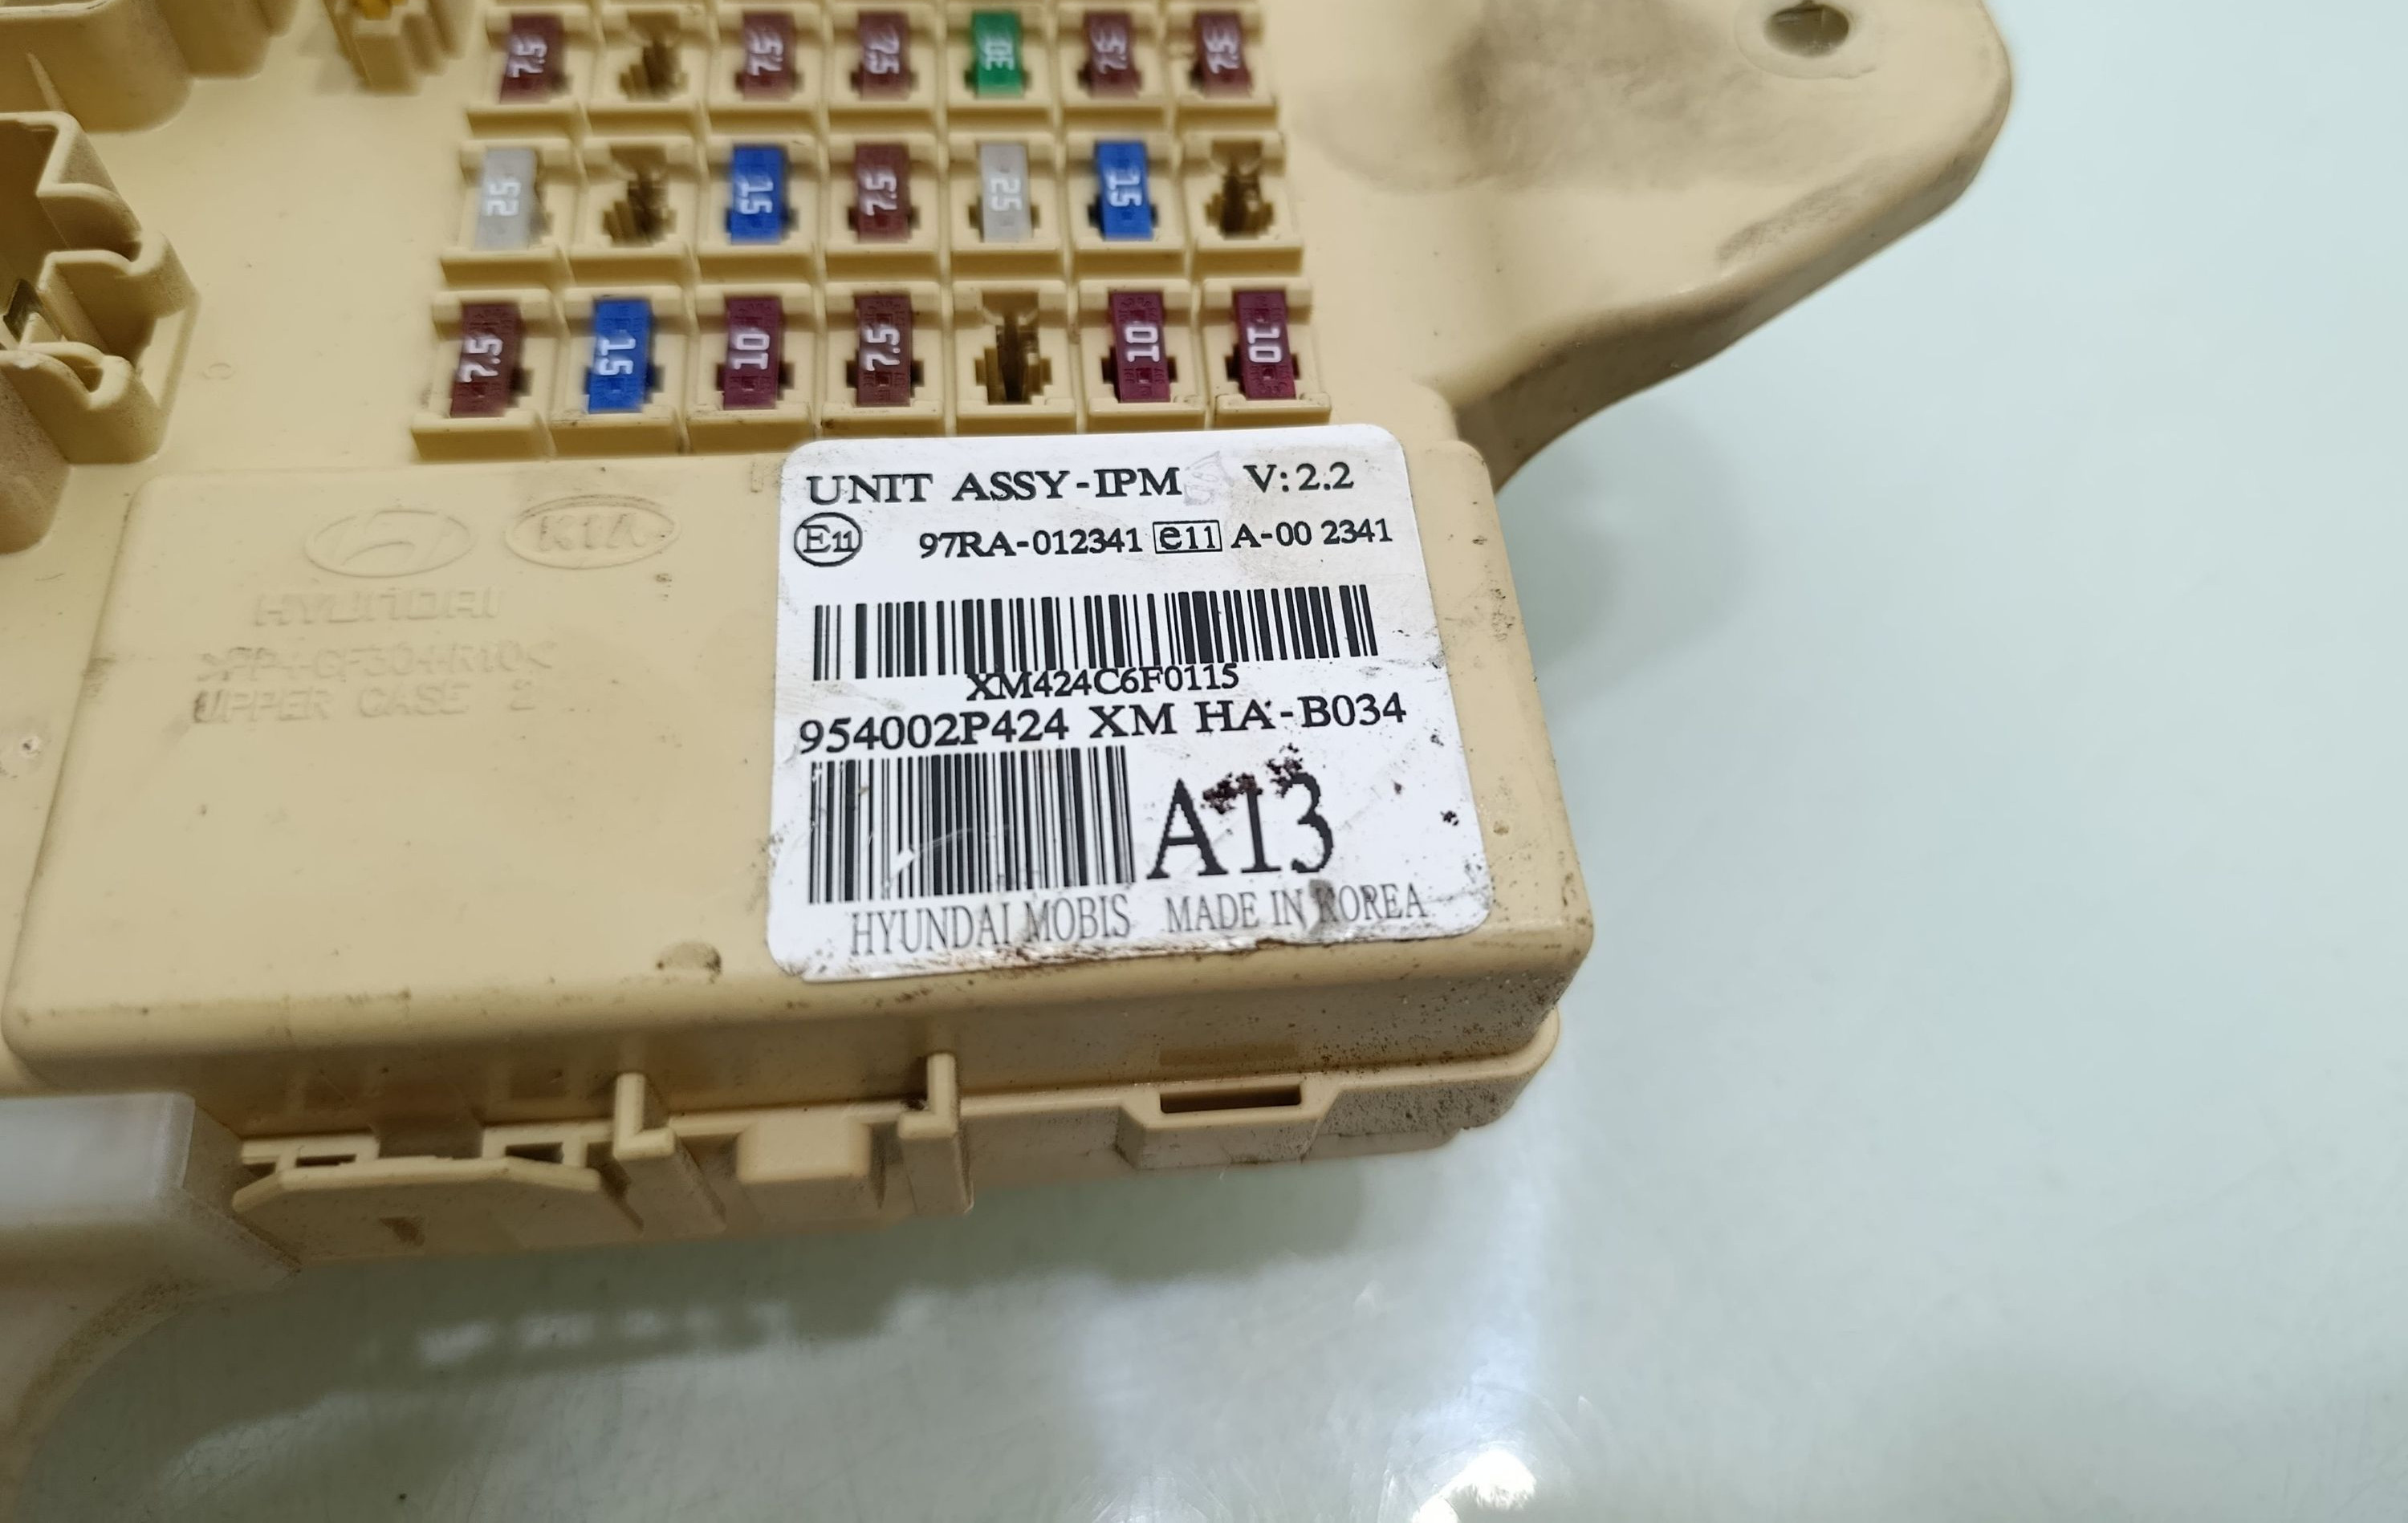 7.5 7.5 7.5 30 7.5 7.5
25 15 7.5 25 15
7.5 15 10 7.5 10 10
UNIT ASSY-IPM V:2.2
E11 97RA-012341 e11 A-00 2341
XM424C6F0115
954002P424 XM HA-B034
A13
HYUNDAI MOBIS MADE IN KOREA
KIA
HYUNDAI
UPPER CASE 2